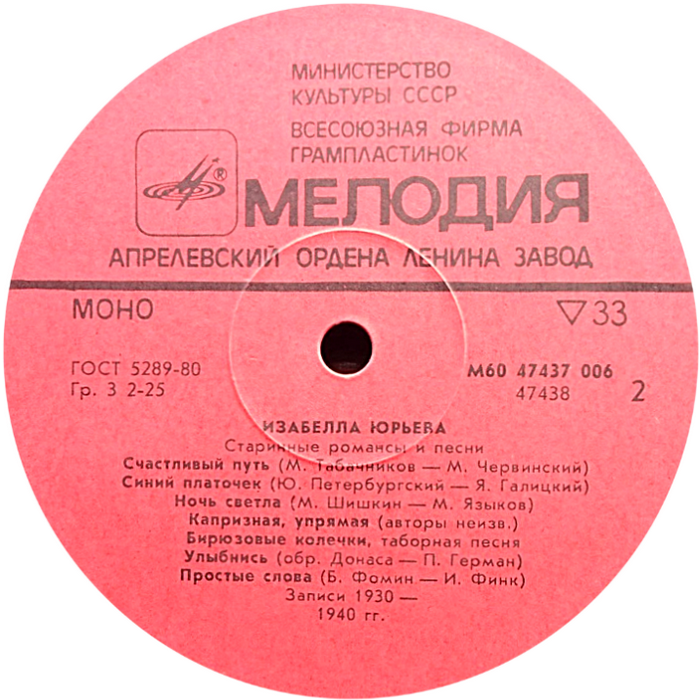 МИНИСТЕРСТВО
КУЛЬТУРЫ СССР
ВСЕСОЮЗНАЯ ФИРМА
ГРАМПЛАСТИНОК
®
МЕЛОДИЯ
АПРЕЛЕВСКИЙ ОРДЕНА ЛЕНИНА ЗАВОД
МОНО
▽ 33
ГОСТ 5289-80
Гр. 3 2-25
М60 47437 006
47438
2
ИЗАБЕЛЛА ЮРЬЕВА
Старинные романсы и песни
Счастливый путь (М. Табачников — М. Червинский)
Синий платочек (Ю. Петербургский — Я. Галицкий)
Ночь светла (М. Шишкин — М. Языков)
Капризная, упрямая (авторы неизв.)
Бирюзовые колечки, таборная песня
Улыбнись (обр. Донаса — П. Герман)
Простые слова (Б. Фомин — И. Финк)
Записи 1930 —
1940 гг.